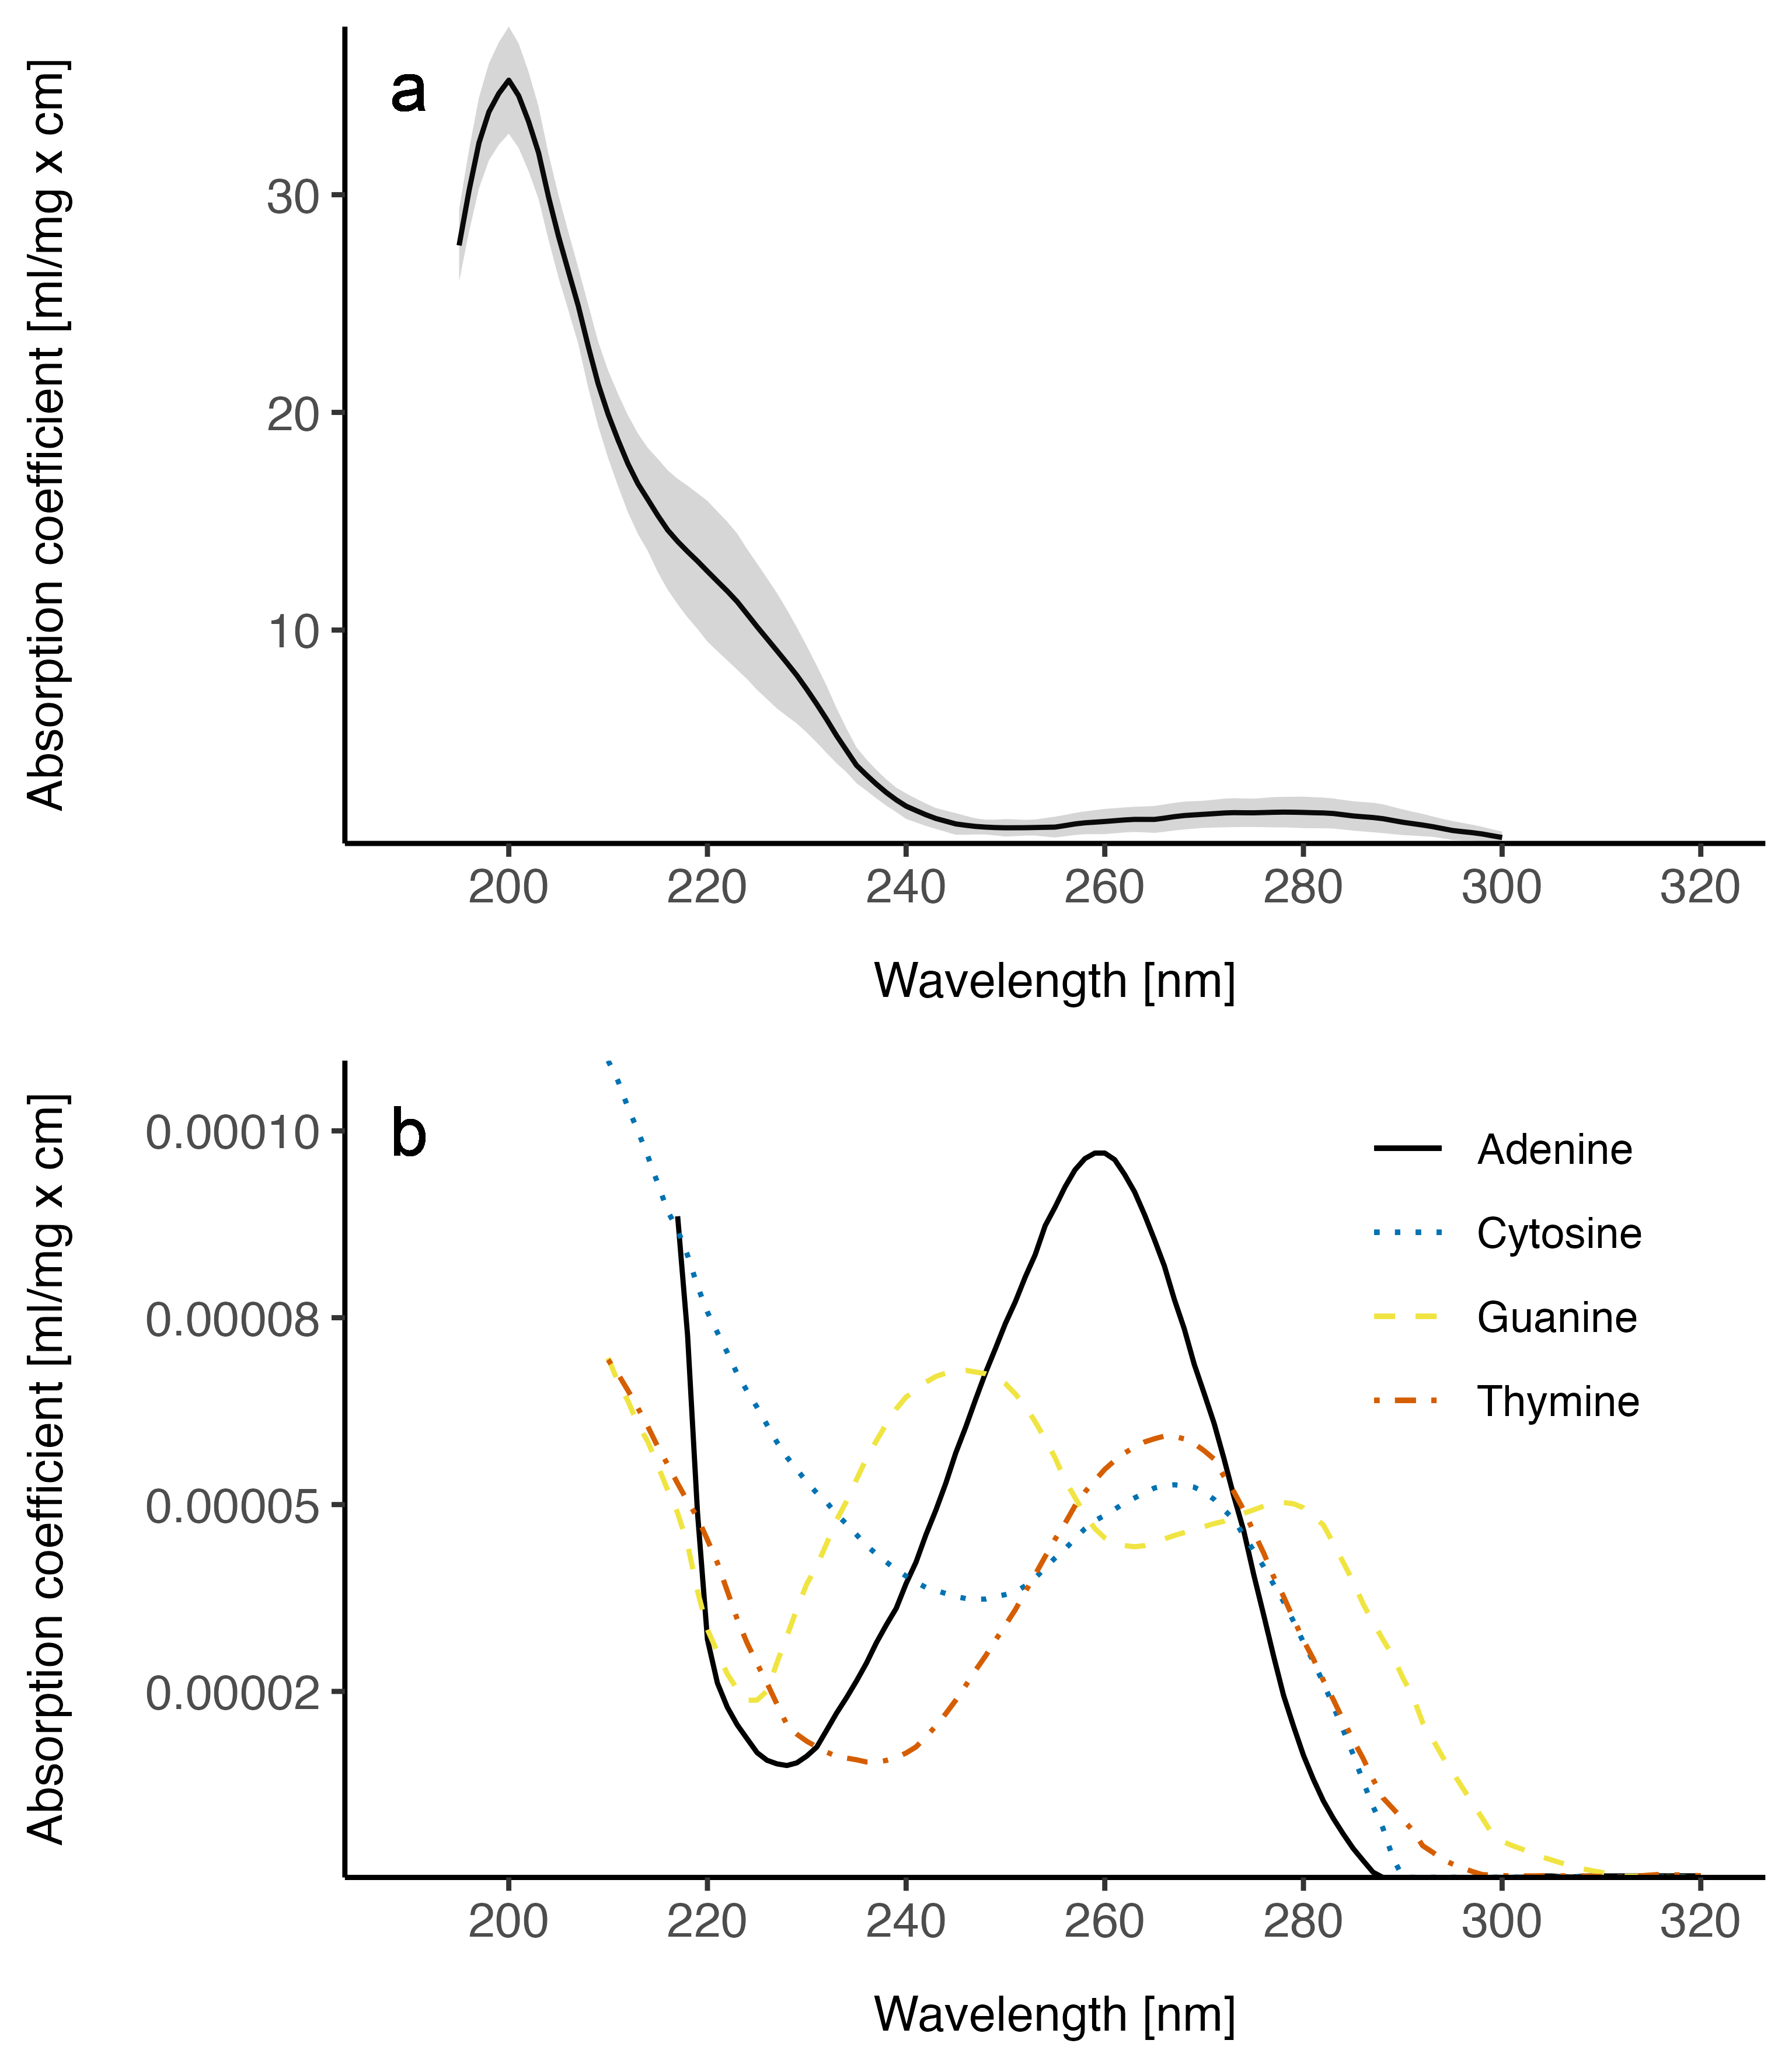 a
Absorption coefficient [ml/mg x cm]
30
20
10
200 220 240 260 280 300 320
Wavelength [nm]
b
Absorption coefficient [ml/mg x cm]
0.00010
0.00008
0.00005
0.00002
Adenine
Cytosine
Guanine
Thymine
200 220 240 260 280 300 320
Wavelength [nm]